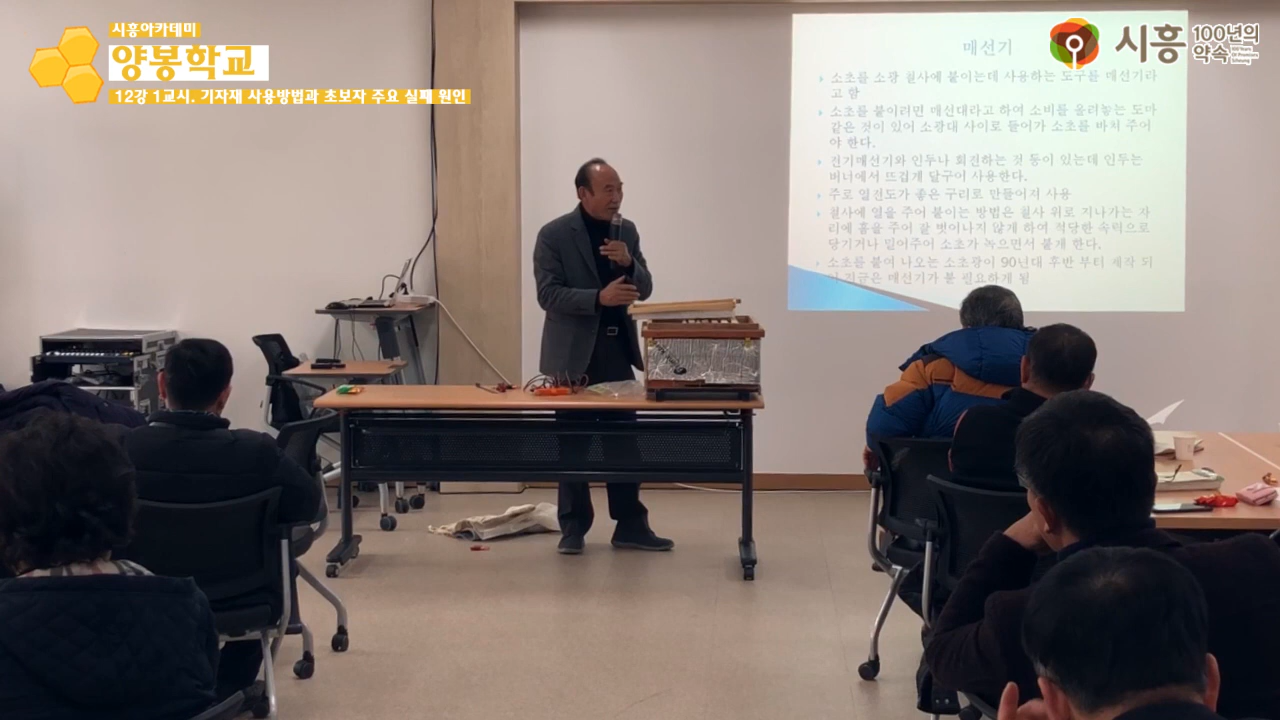 시흥아카데미
양봉학교
12강 1교시. 기자재 사용방법과 초보자 주요 실패 원인
시흥 100년의
약속
매선기
소초를 소광 철사에 붙이는데 사용하는 도구를 매선기라
고 함
소초를 붙이려면 매선대라고 하여 소비를 올려놓는 도마
같은 것이 있어 소광대 사이로 들어가 소초를 바쳐 주어
야 한다.
전기매선기와 인두나 회전하는 것 등이 있는데 인두는
버너에서 뜨겁게 달구어 사용한다.
주로 열전도가 좋은 구리로 만들어져 사용
철사에 열을 주어 붙이는 방법은 철사 위로 지나가는 자
리에 홈을 주어 잘 벗어나지 않게 하여 적당한 속력으로
당기거나 밀어주어 소초가 녹으면서 붙게 한다.
소초를 붙여 나오는 소초광이 90년대 후반 부터 제작 되
어 지금은 매선기가 불 필요하게 됨